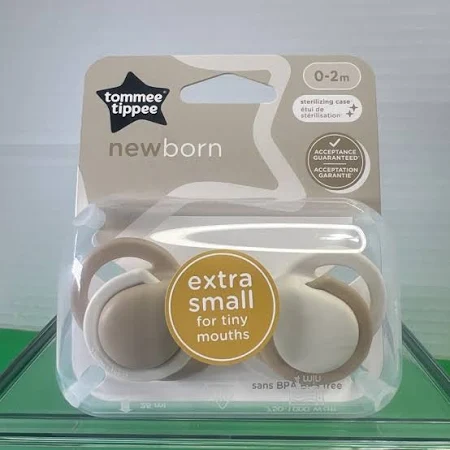 tommee
tippee
newborn
0-2m
sterilizing case
étui de
stérilisation
ACCEPTANCE
GUARANTEED
ACCEPTATION
GARANTIE
extra
small
for tiny
mouths
sans BPA free